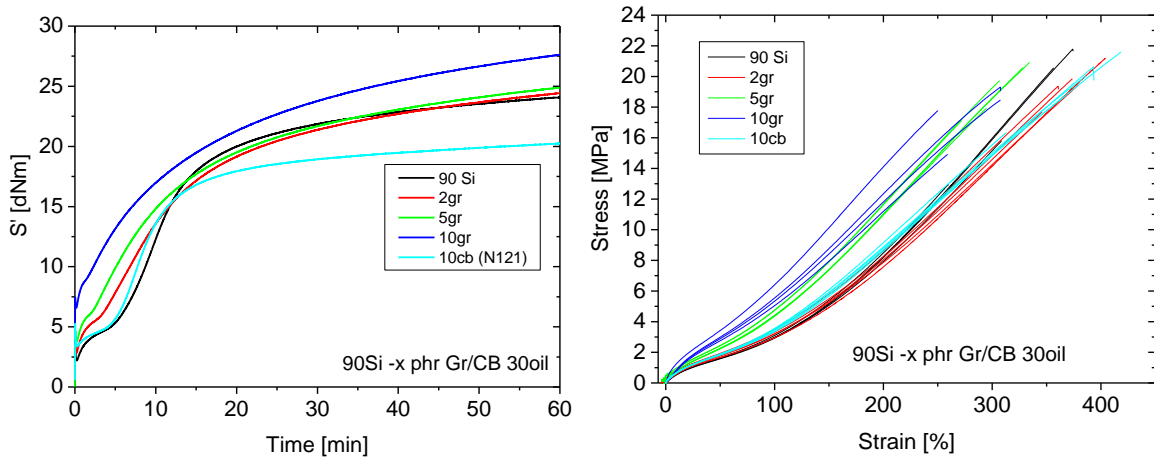 30
25
20
15
10
5
0
S' [dNm]
90 Si
2gr
5gr
10gr
10cb (N121)
90Si -x phr Gr/CB 30oil
0 10 20 30 40 50 60
Time [min]
24
22
20
18
16
14
12
10
8
6
4
2
0
Stress [MPa]
90 Si
2gr
5gr
10gr
10cb
90Si -x phr Gr/CB 30oil
0 100 200 300 400
Strain [%]